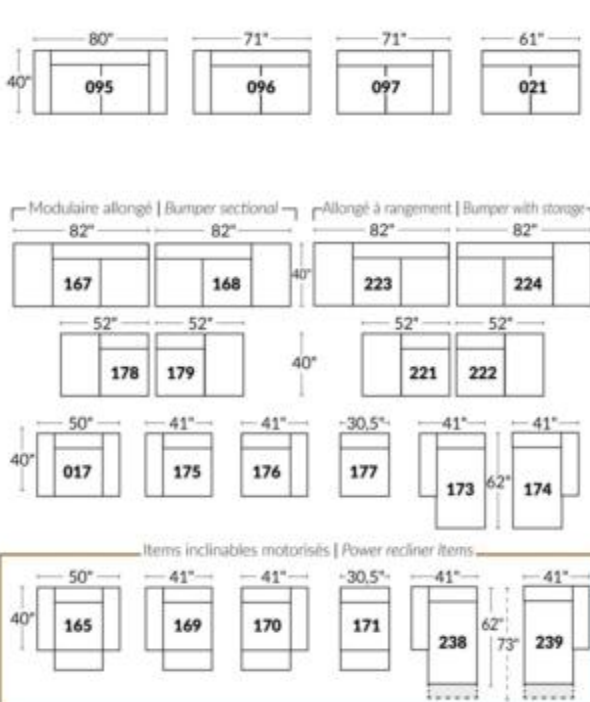 80" 71" 71" 61"
40" 095 096 097 021
Modulaire allongé | Bumper sectional Allongé à rangement | Bumper with storage
82" 82" 82" 82"
167 168 40" 223 224
52" 52" 52" 52"
178 179 40" 221 222
50" 41" 41" 30,5" 41" 41"
40" 017 175 176 177 173 62" 174
Items inclinables motorisés | Power recliner items
50" 41" 41" 30,5" 41" 41"
40" 165 169 170 171 238 62" 73" 239